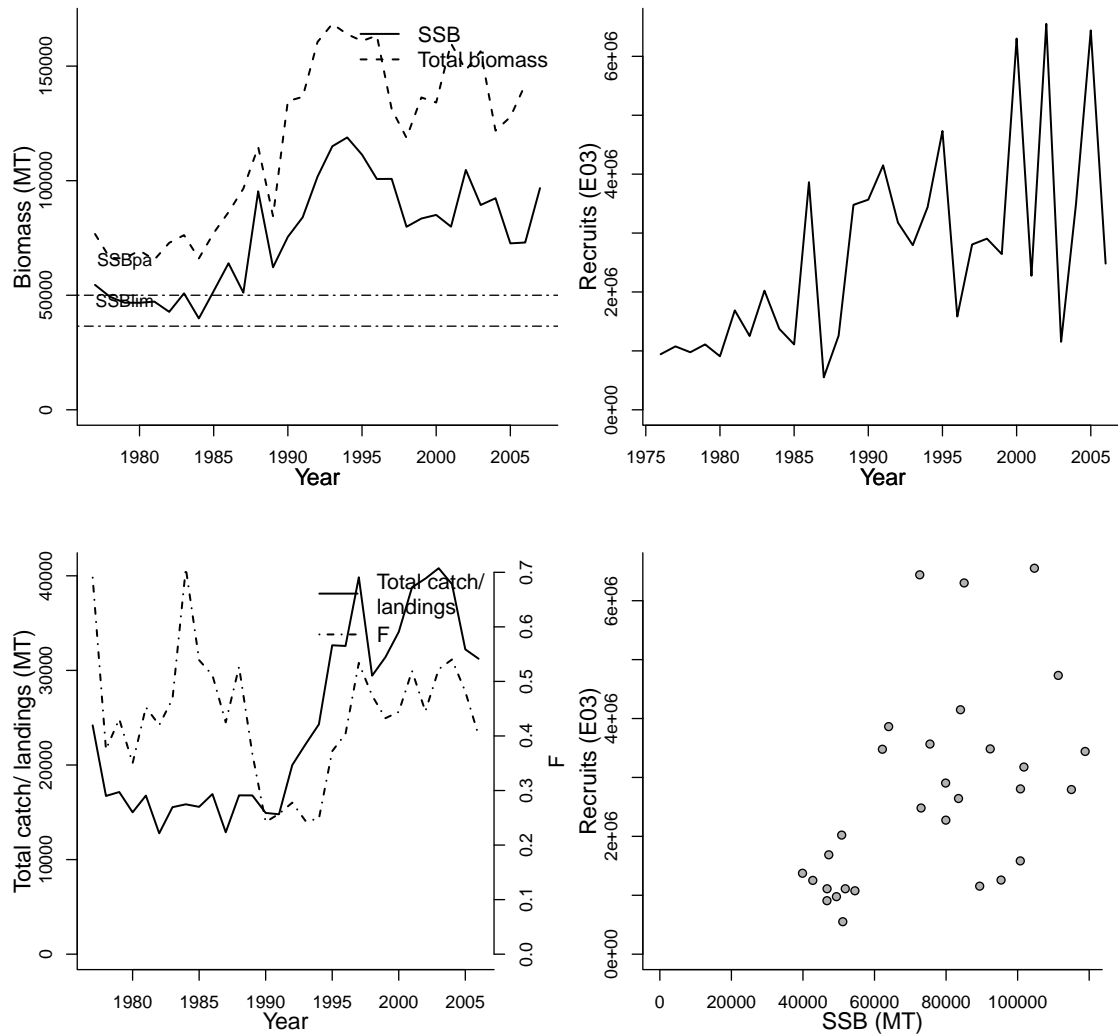 SSB
Total biomass
Biomass (MT)
150000
100000
50000
0
SSBpa
SSBlim
1980 1985 1990 1995 2000 2005
Year
Recruits (E03)
6e+06
4e+06
2e+06
0e+00
1975 1980 1985 1990 1995 2000 2005
Year
Total catch/ landings (MT)
40000
30000
20000
10000
0
Total catch/
landings
F
0.7
0.6
0.5
0.4
0.3
0.2
0.1
0.0
F
1980 1985 1990 1995 2000 2005
Year
Recruits (E03)
6e+06
4e+06
2e+06
0e+00
0 20000 40000 60000 80000 100000
SSB (MT)